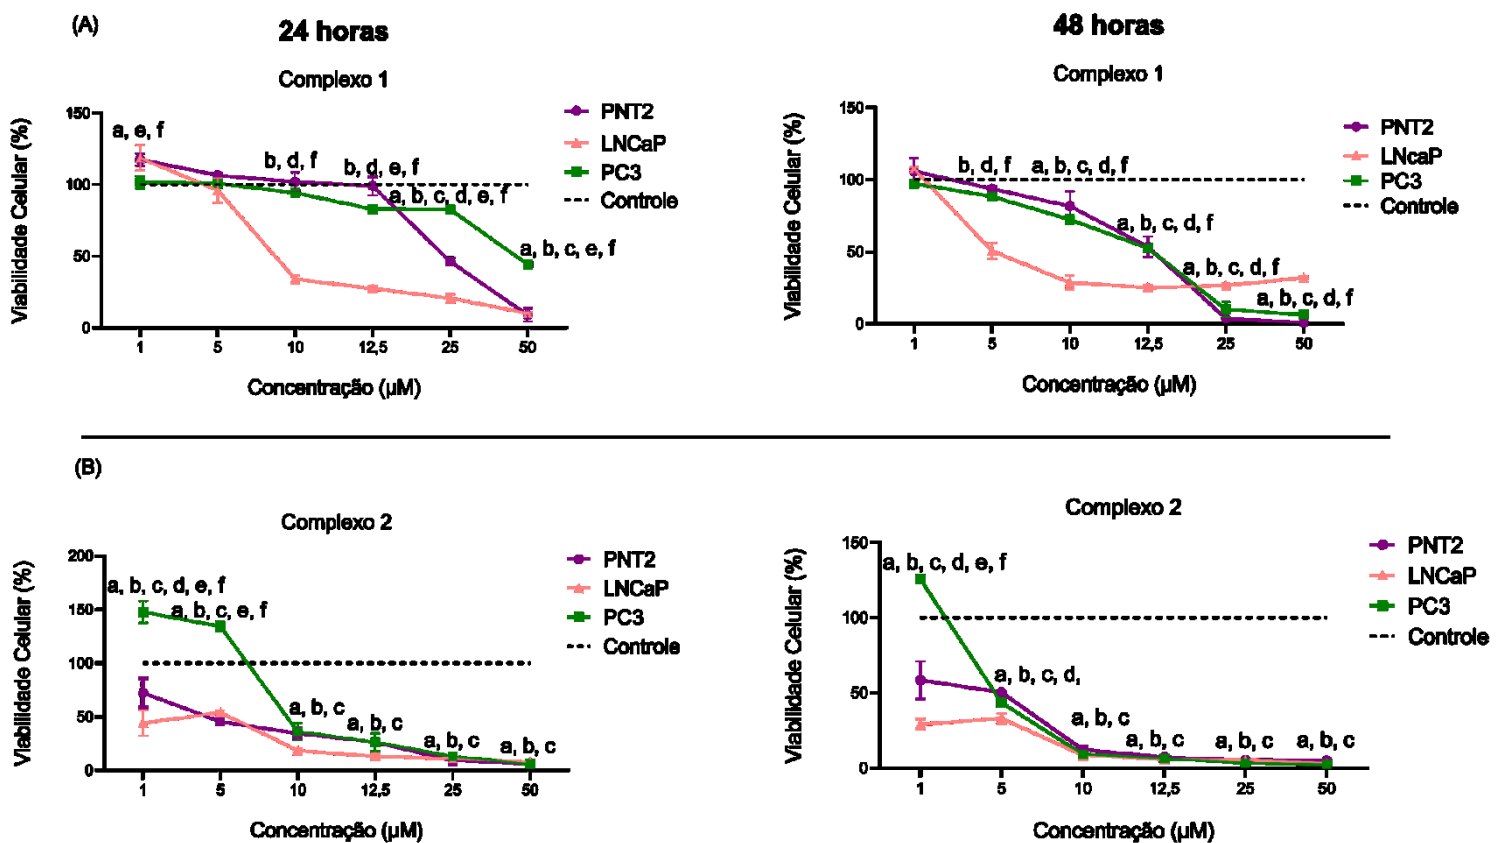 (A)
24 horas
Complexo 1
Viabilidade Celular (%)
150
100
50
0
a, e, f
b, d, f
b, d, e, f
a, b, c, d, e, f
a, b, c, e, f
PNT2
LNCaP
PC3
Controle
1 5 10 12,5 25 50
Concentração (µM)
48 horas
Complexo 1
Viabilidade Celular (%)
150
100
50
0
b, d, f
a, b, c, d, f
a, b, c, d, f
a, b, c, d, f
a, b, c, d, f
PNT2
LNcaP
PC3
Controle
1 5 10 12,5 25 50
Concentração (µM)
(B)
Complexo 2
Viabilidade Celular (%)
200
150
100
50
0
a, b, c, d, e, f
a, b, c, e, f
a, b, c
a, b, c
a, b, c
a, b, c
PNT2
LNCaP
PC3
Controle
1 5 10 12,5 25 50
Concentração (µM)
Complexo 2
Viabilidade Celular (%)
150
100
50
0
a, b, c, d, e, f
a, b, c, d,
a, b, c
a, b, c
a, b, c
a, b, c
PNT2
LNCaP
PC3
Controle
1 5 10 12,5 25 50
Concentração (µM)